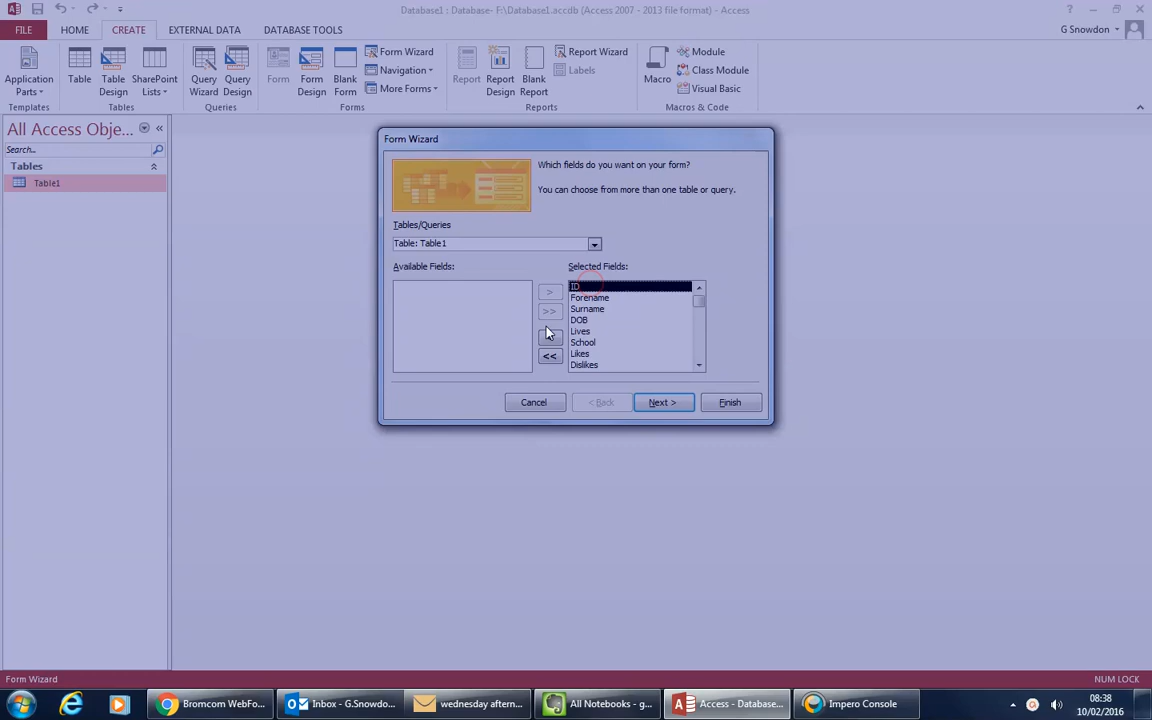 Database1 : Database- F:\Database1.accdb (Access 2007 - 2013 file format) - Access
FILE HOME CREATE EXTERNAL DATA DATABASE TOOLS
G Snowdon
Application Parts
Table
Table Design
SharePoint Lists
Query Wizard
Query Design
Form
Form Design
Blank Form
Form Wizard
Navigation
More Forms
Report
Report Design
Blank Report
Report Wizard
Labels
Macro
Module
Class Module
Visual Basic
Templates Tables Queries Forms Reports Macros & Code
All Access Obje...
Search...
Tables
Table1
Form Wizard
Which fields do you want on your form?
You can choose from more than one table or query.
Tables/Queries
Table: Table1
Available Fields:
Selected Fields:
>
>>
<<
ID
Forename
Surname
DOB
Lives
School
Likes
Dislikes
Cancel < Back Next > Finish
Form Wizard
NUM LOCK
Bromcom WebFo...
Inbox - G.Snowdo...
wednesday aftern...
All Notebooks - g...
Access - Database...
Impero Console
08:38
10/02/2016